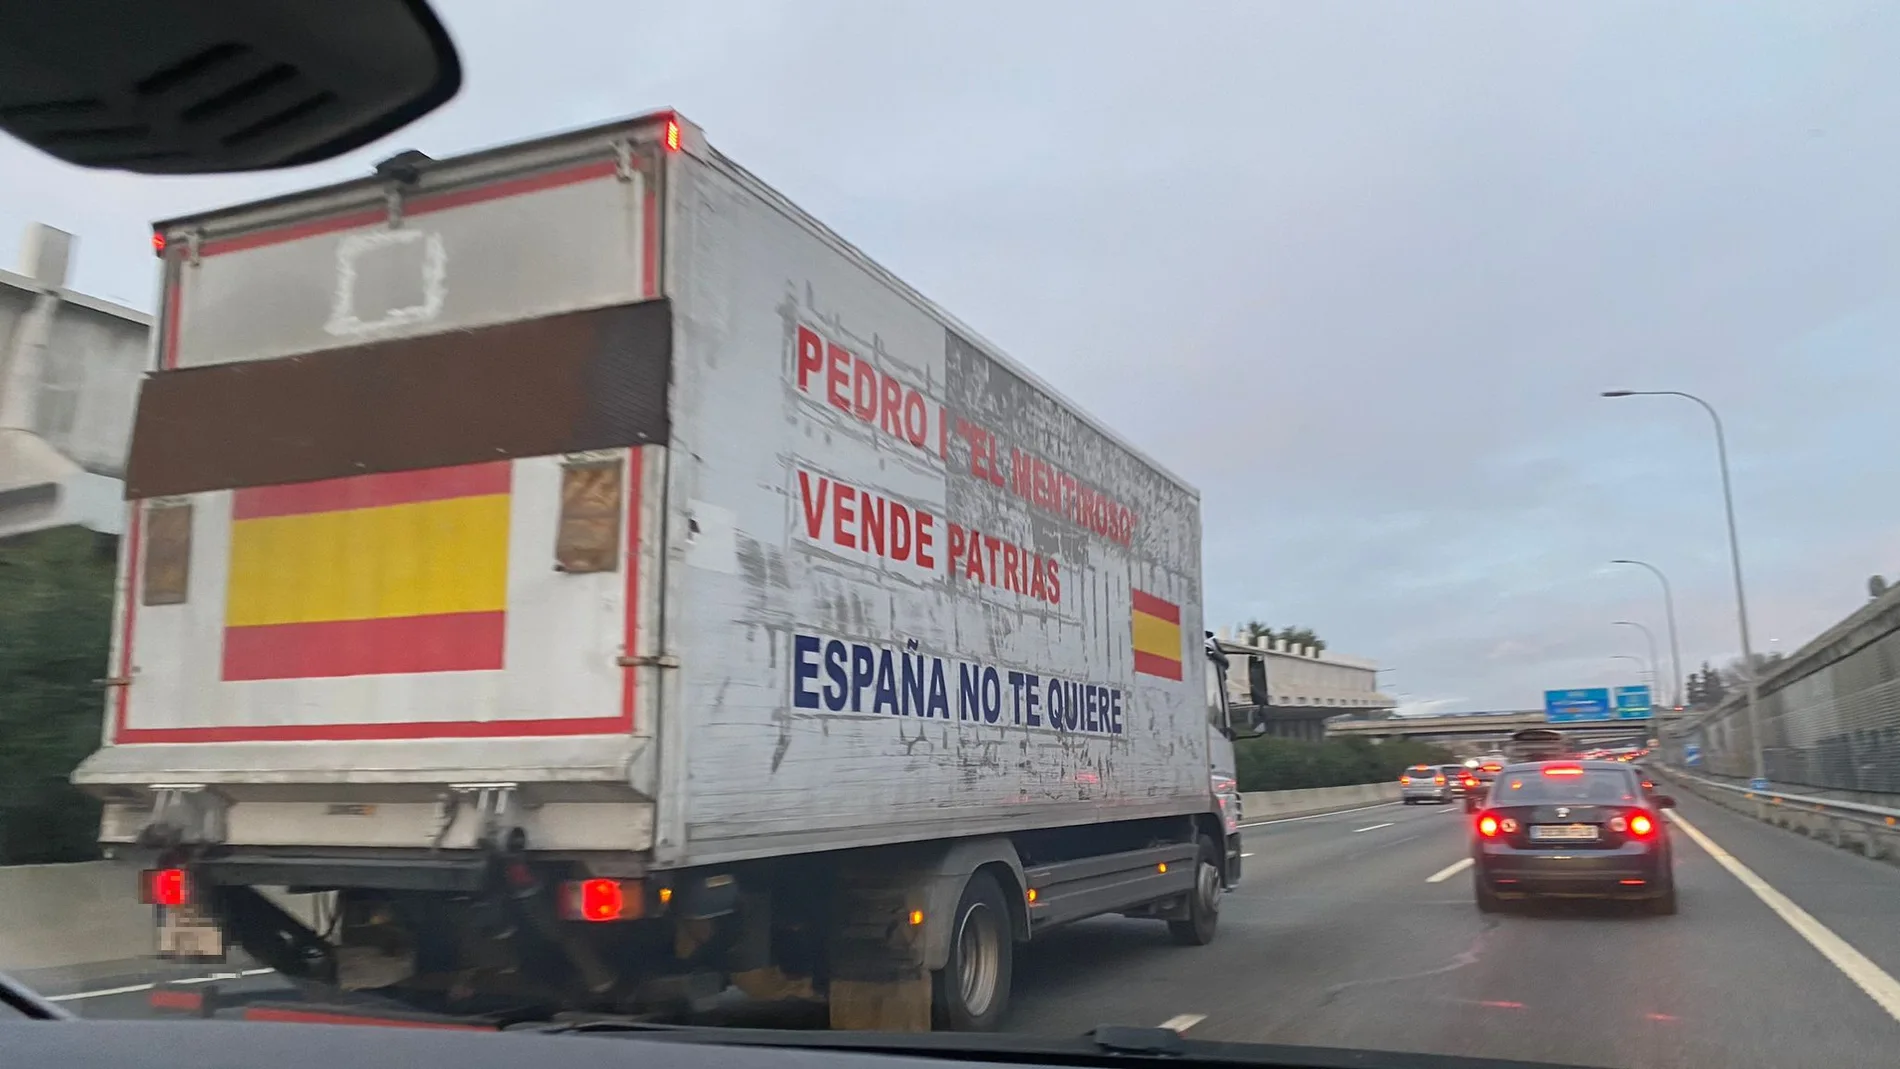 PEDRO I "EL MENTIROSO"
VENDE PATRIAS
ESPAÑA NO TE QUIERE